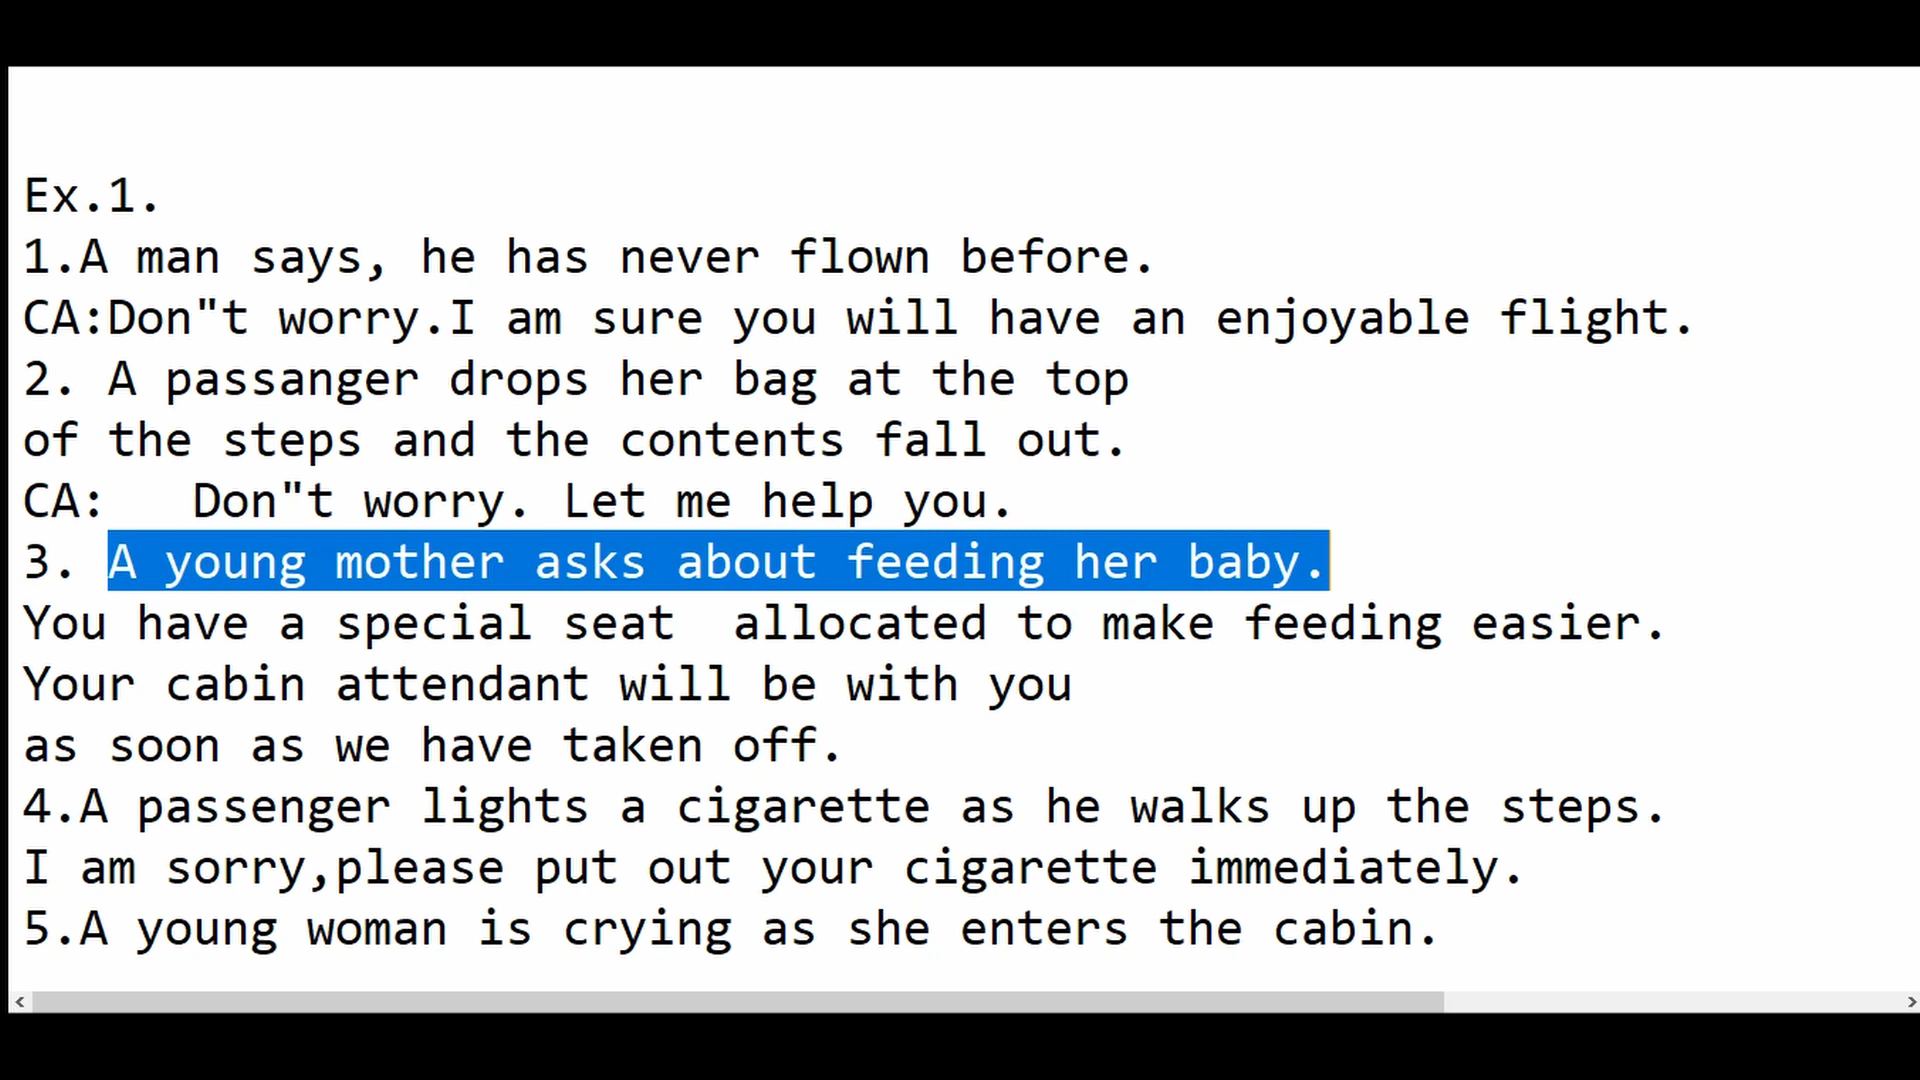 Ex.1.
1.A man says, he has never flown before.
CA:Don"t worry.I am sure you will have an enjoyable flight.
2. A passanger drops her bag at the top
of the steps and the contents fall out.
CA:   Don"t worry. Let me help you.
3. A young mother asks about feeding her baby.
You have a special seat  allocated to make feeding easier.
Your cabin attendant will be with you
as soon as we have taken off.
4.A passenger lights a cigarette as he walks up the steps.
I am sorry,please put out your cigarette immediately.
5.A young woman is crying as she enters the cabin.